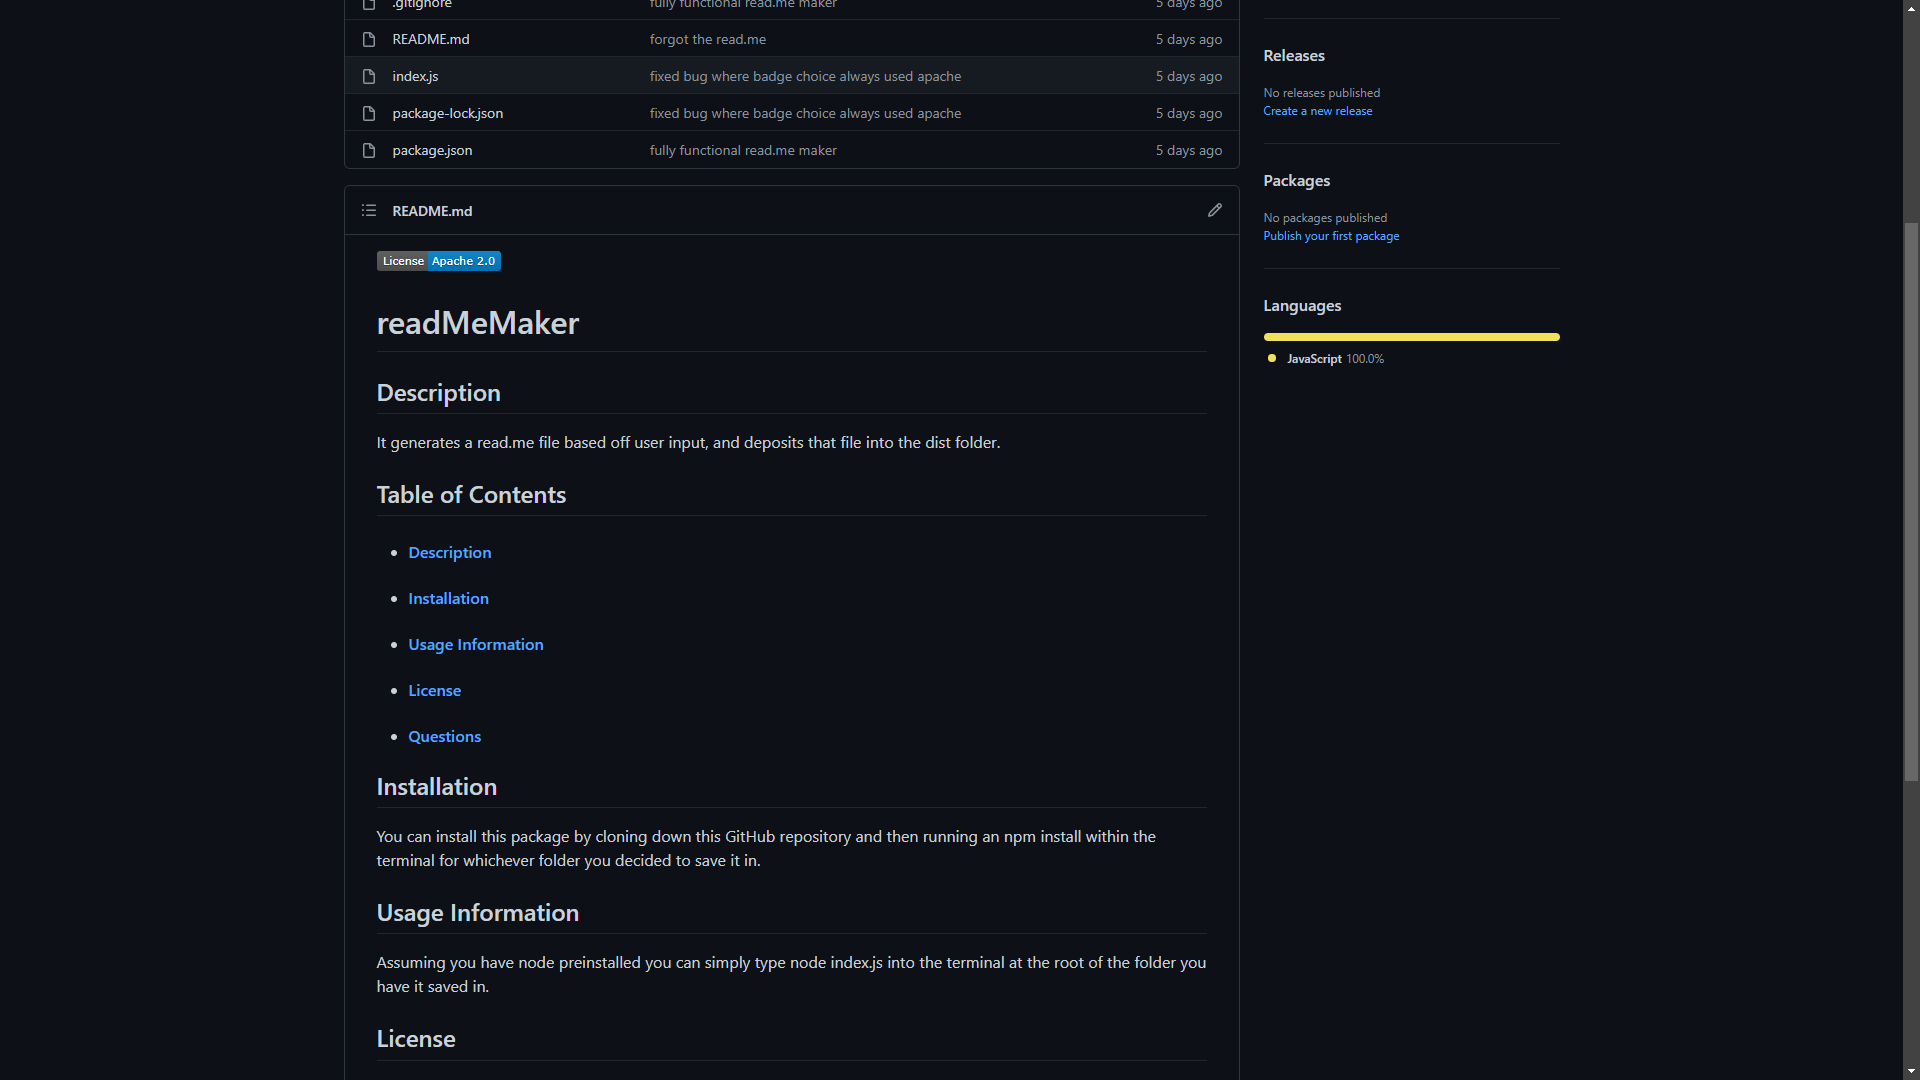 .gitignore fully functional read.me maker 5 days ago
README.md forgot the read.me 5 days ago
index.js fixed bug where badge choice always used apache 5 days ago
package-lock.json fixed bug where badge choice always used apache 5 days ago
package.json fully functional read.me maker 5 days ago
README.md
License Apache 2.0
readMeMaker
Description
It generates a read.me file based off user input, and deposits that file into the dist folder.
Table of Contents
Description
Installation
Usage Information
License
Questions
Installation
You can install this package by cloning down this GitHub repository and then running an npm install within the
terminal for whichever folder you decided to save it in.
Usage Information
Assuming you have node preinstalled you can simply type node index.js into the terminal at the root of the folder you
have it saved in.
License
Releases
No releases published
Create a new release
Packages
No packages published
Publish your first package
Languages
JavaScript 100.0%